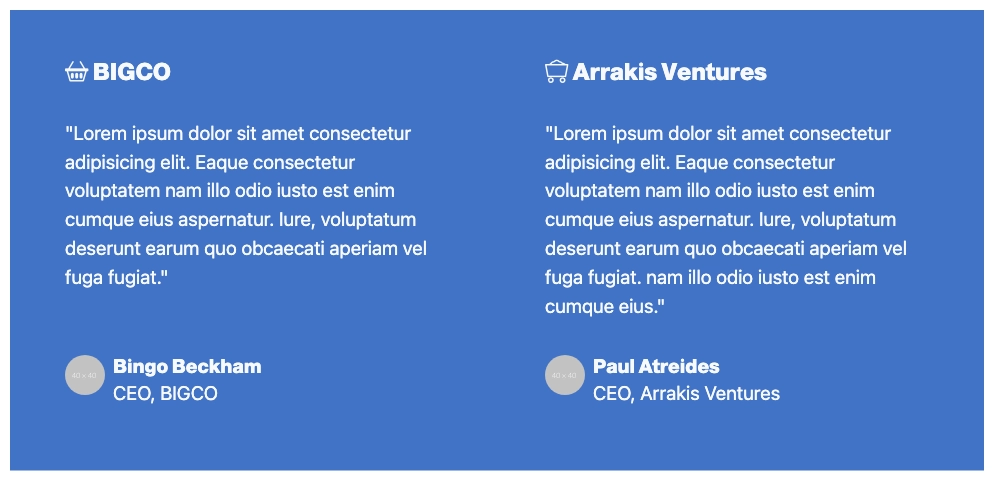 BIGCO
"Lorem ipsum dolor sit amet consectetur
adipisicing elit. Eaque consectetur
voluptatem nam illo odio iusto est enim
cumque eius aspernatur. Iure, voluptatum
deserunt earum quo obcaecati aperiam vel
fuga fugiat."
40 × 40
Bingo Beckham
CEO, BIGCO
Arrakis Ventures
"Lorem ipsum dolor sit amet consectetur
adipisicing elit. Eaque consectetur
voluptatem nam illo odio iusto est enim
cumque eius aspernatur. Iure, voluptatum
deserunt earum quo obcaecati aperiam vel
fuga fugiat. nam illo odio iusto est enim
cumque eius."
40 × 40
Paul Atreides
CEO, Arrakis Ventures